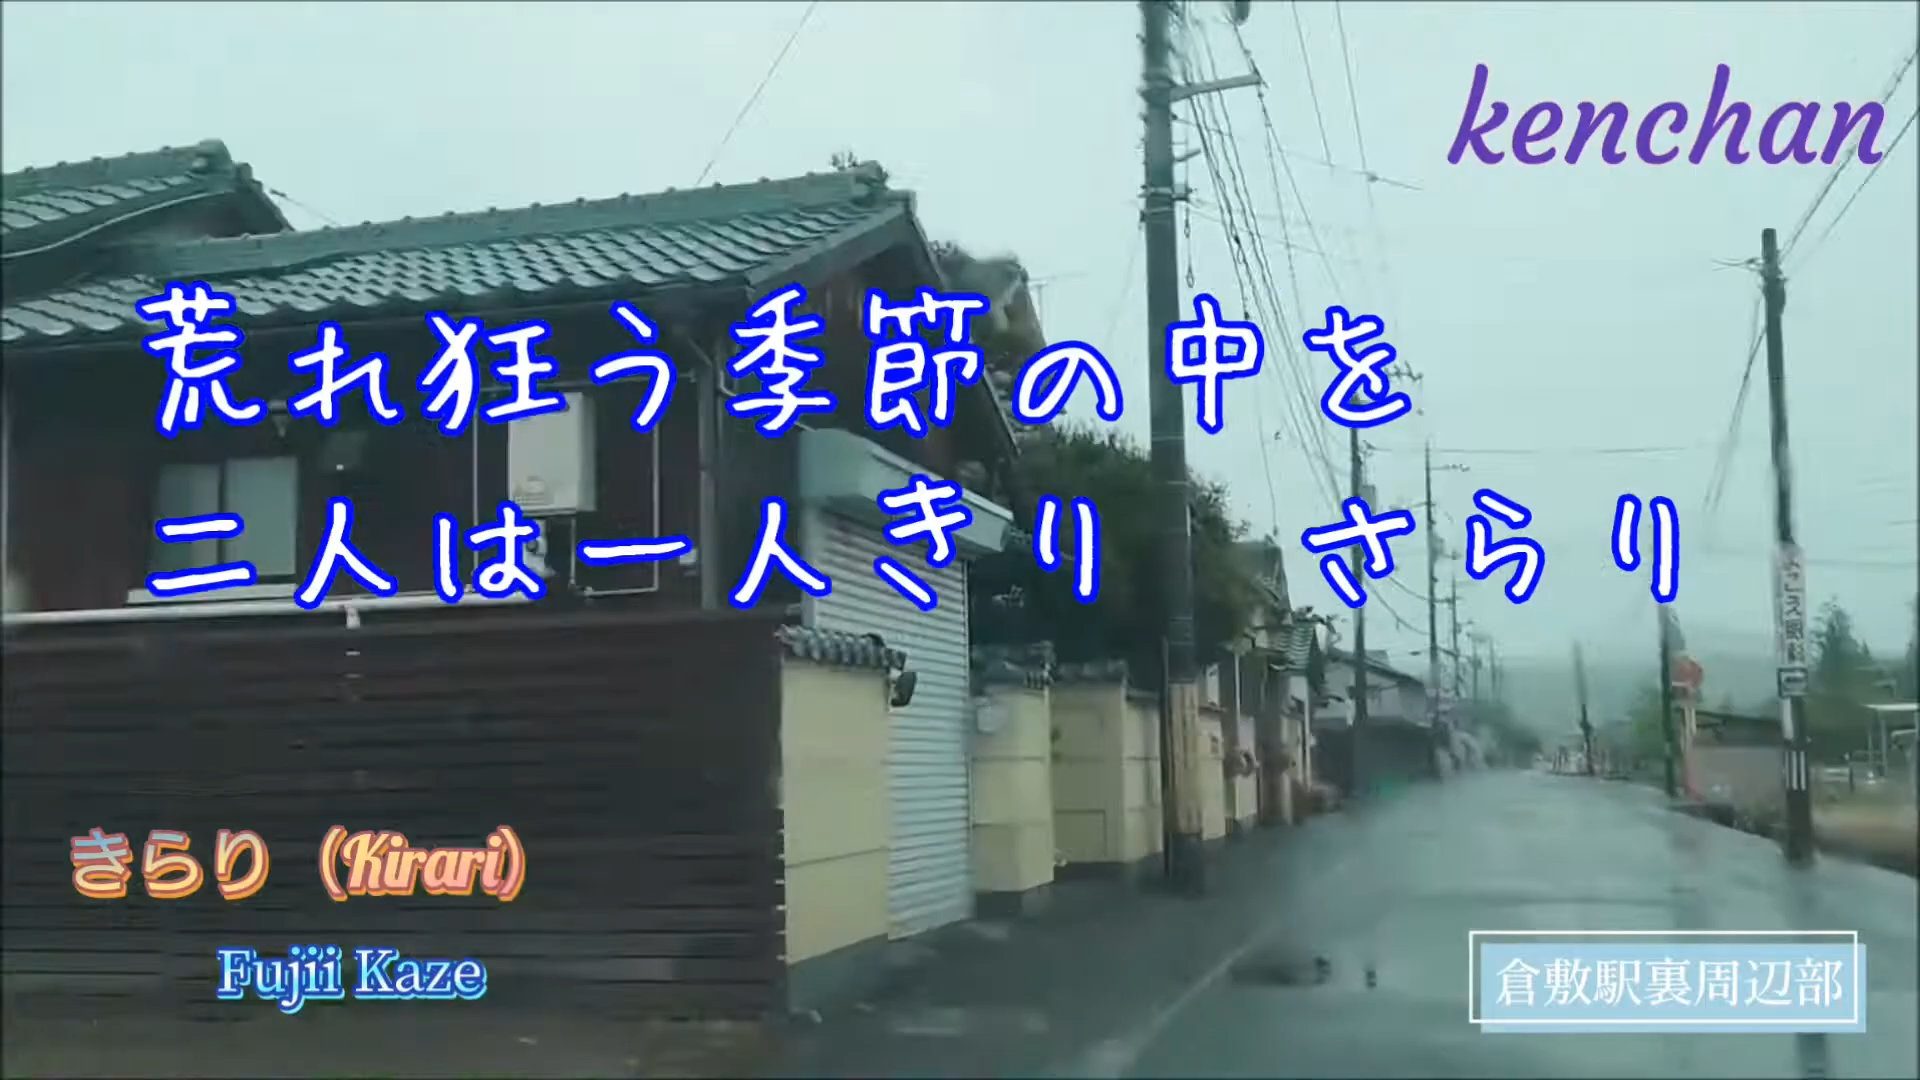 kenchan
荒れ狂う季節の中を
二人は一人きり　さらり
きらり（Kirari）
Fujii Kaze
倉敷駅裏周辺部